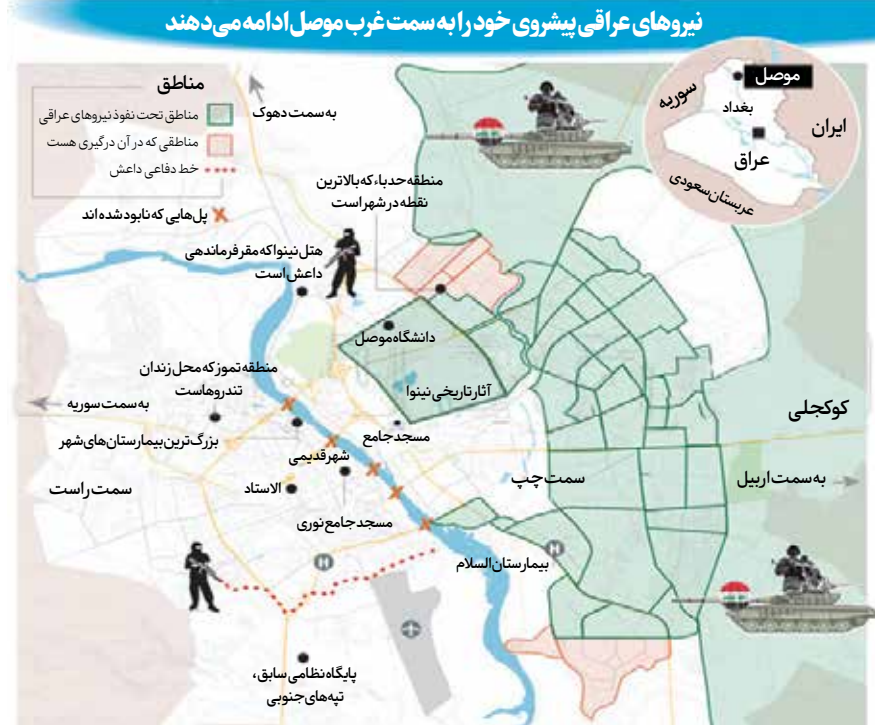 نیروهای عراقی پیشروی خود را به سمت غرب موصل ادامه می‌دهند
مناطق
مناطق تحت نفوذ نیروهای عراقی
مناطقی که در آن درگیری هست
خط دفاعی داعش
پل‌هایی که نابود شده اند
به سمت دهوک
موصل
سوریه
بغداد
ایران
عراق
عربستان سعودی
منطقه حدباء که بالاترین
نقطه در شهر است
هتل نینوا که مقر فرماندهی
داعش است
دانشگاه موصل
آثار تاریخی نینوا
منطقه تموز که محل زندان
تندروهاست
به سمت سوریه
کوکجلی
مسجد جامع
بزرگ‌ترین بیمارستان‌های شهر
شهر قدیمی
سمت راست
الاستاد
سمت چپ
به سمت اربیل
مسجد جامع نوری
H
بیمارستان السلام
H
پایگاه نظامی سابق،
تپه‌های جنوبی